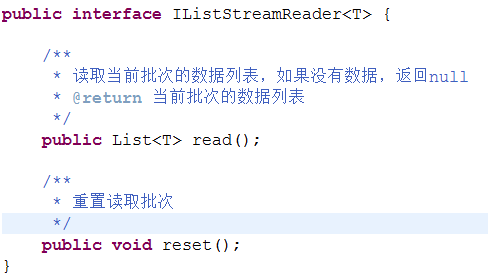 public interface IListStreamReader<T> {
/**
* 读取当前批次的数据列表，如果没有数据，返回null
* @return 当前批次的数据列表
*/
public List<T> read();
/**
* 重置读取批次
*/
public void reset();
}